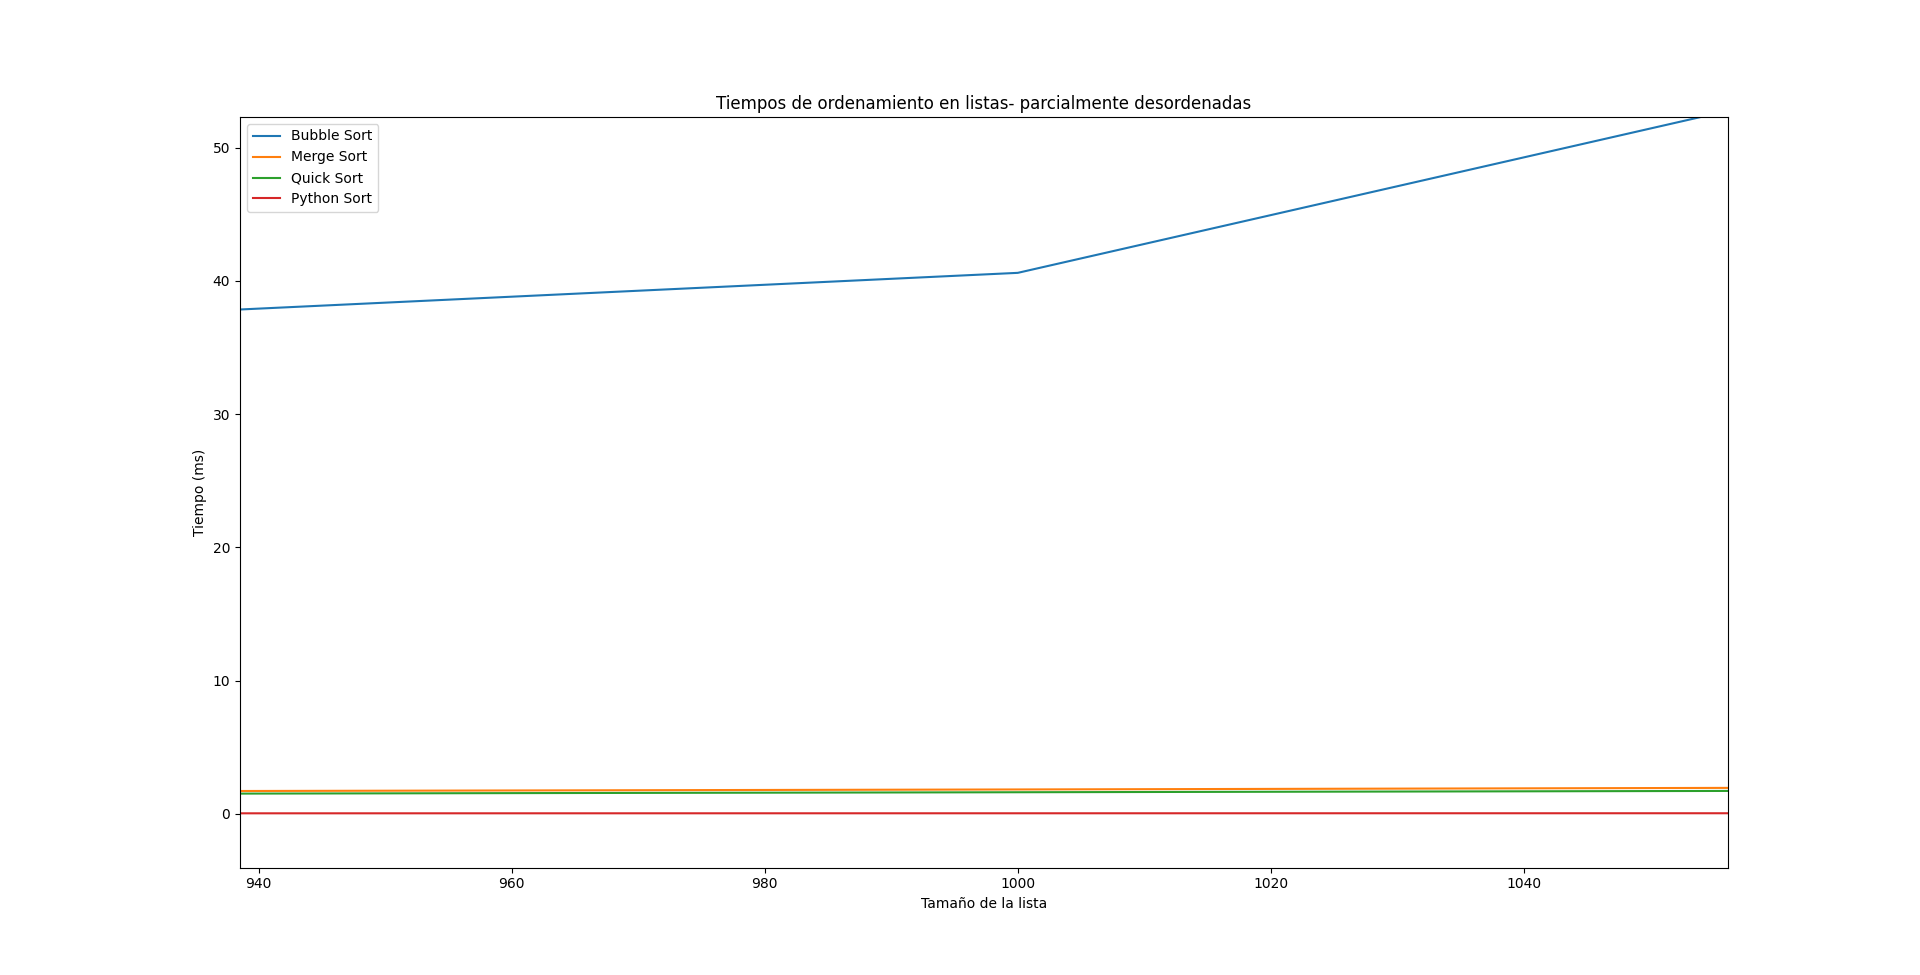 Tiempos de ordenamiento en listas- parcialmente desordenadas
Bubble Sort
Merge Sort
Quick Sort
Python Sort
50
40
30
20
10
0
Tiempo (ms)
940
960
980
1000
1020
1040
Tamaño de la lista